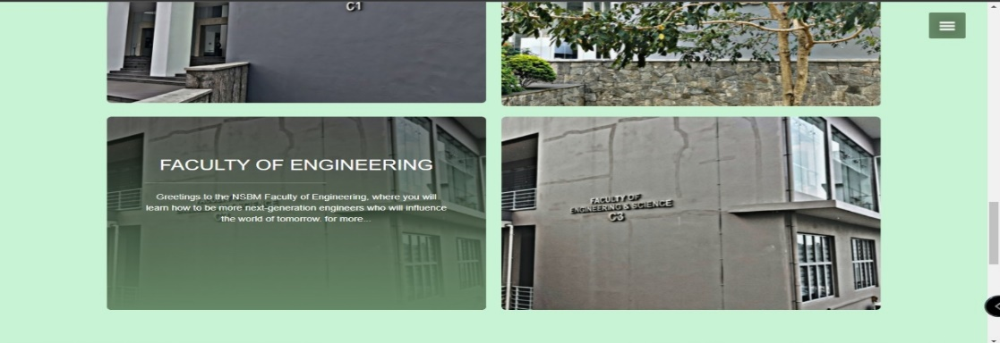 C1
FACULTY OF ENGINEERING
Greetings to the NSBM Faculty of Engineering, where you will
learn how to be more next-generation engineers who will influence
the world of tomorrow. for more...
FACULTY OF
ENGINEERING & SCIENCE
C3